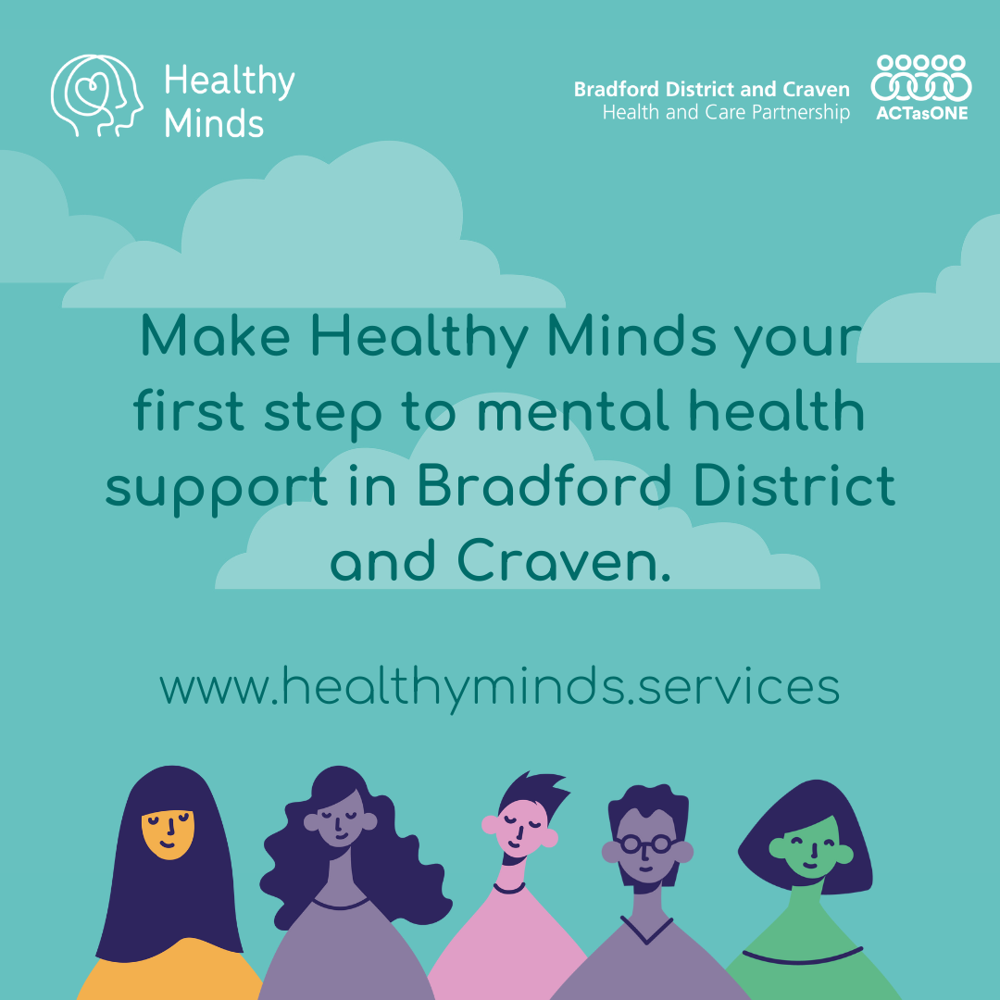 Healthy
Minds
Bradford District and Craven
Health and Care Partnership
ACTasONE
Make Healthy Minds your
first step to mental health
support in Bradford District
and Craven.
www.healthyminds.services